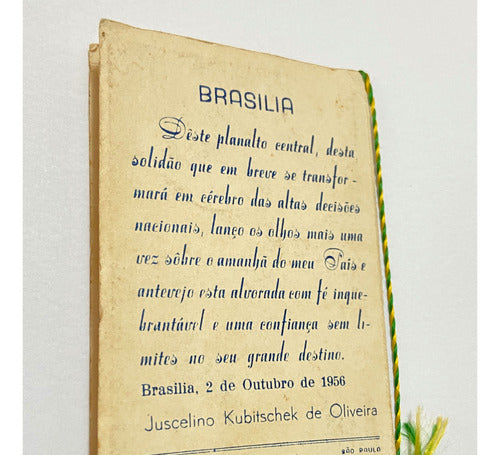 BRASILIA
Dêste planalto central, desta
solidão que em breve se transfor-
mará em cérebro das altas decisões
nacionais, lanço os olhos mais uma
vez sôbre o amanhã do meu País e
antevejo esta alvorada com fé inque-
brantável e uma confiança sem li-
mites no seu grande destino.
Brasilia, 2 de Outubro de 1956
Juscelino Kubitschek de Oliveira
SÃO PAULO